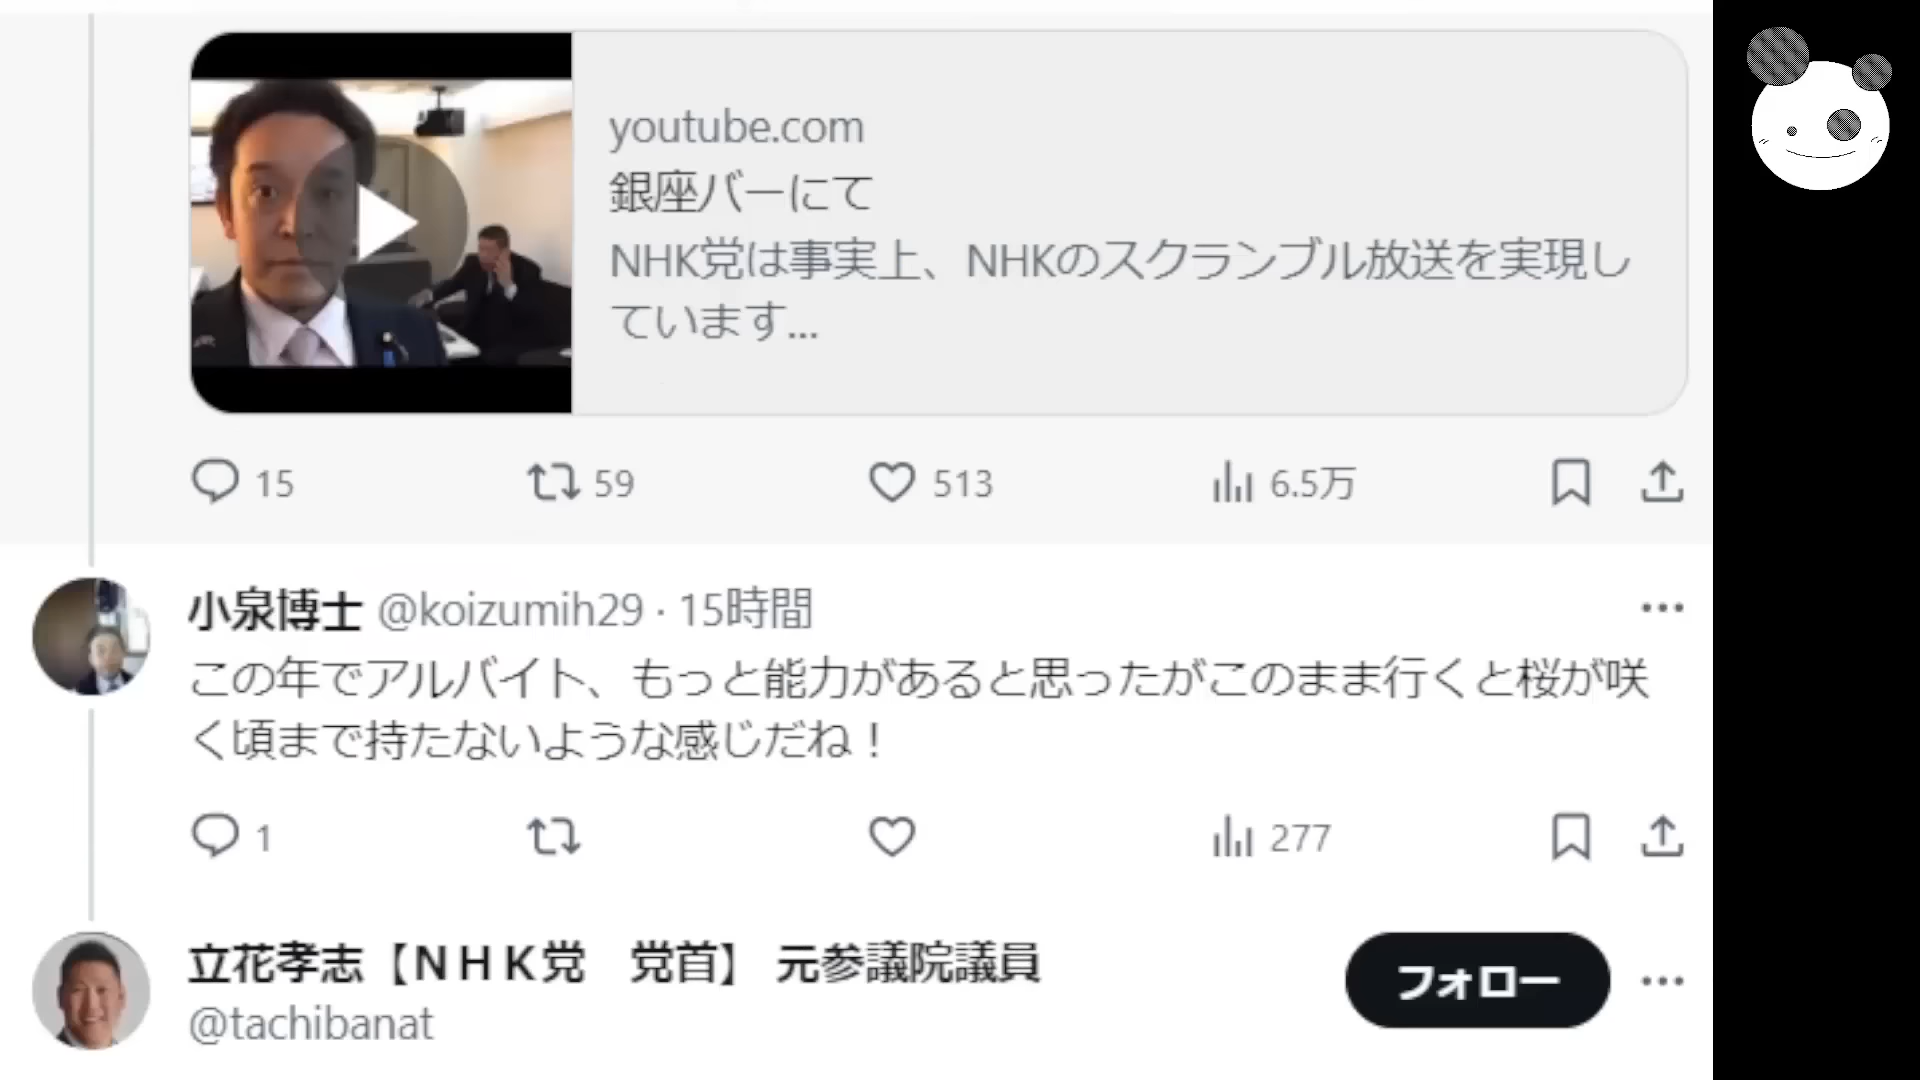 youtube.com
銀座バーにて
NHK党は事実上、NHKのスクランブル放送を実現し
ています...
15 59 513 6.5万
小泉博士 @koizumih29 · 15時間
この年でアルバイト、もっと能力があると思ったがこのまま行くと桜が咲
く頃まで持たないような感じだね！
1 277
立花孝志【ＮＨＫ党　党首】 元参議院議員
フォロー
@tachibanat